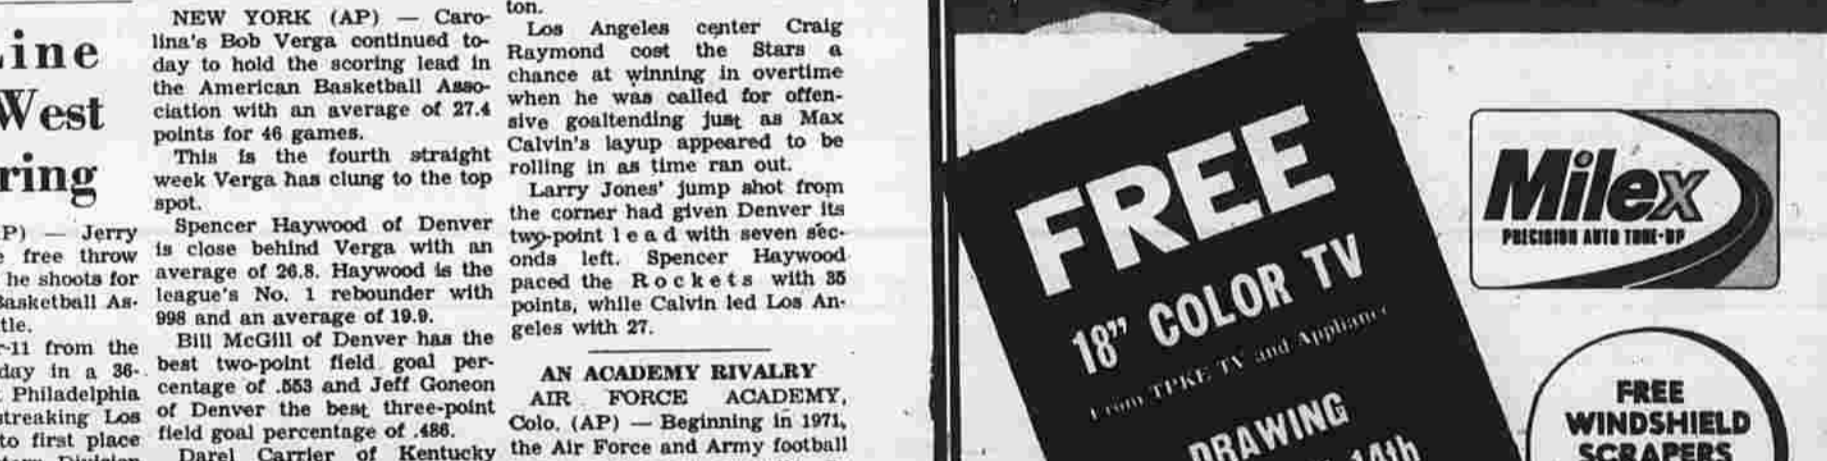 ine
West
ring
P) — Jerry
free throw
he shoots for
Basketball As-
tle.
-11 from the
day in a 36-
Philadelphia
streaking Los
to first place
NEW YORK (AP) — Caro-
lina's Bob Verga continued to-
day to hold the scoring lead in
the American Basketball Asso-
ciation with an average of 27.4
points for 46 games.
This is the fourth straight
week Verga has clung to the top
spot.
Spencer Haywood of Denver
is close behind Verga with an
average of 26.8. Haywood is the
league's No. 1 rebounder with
998 and an average of 19.9.
Bill McGill of Denver has the
best two-point field goal per-
centage of .553 and Jeff Goneon
of Denver the best three-point
field goal percentage of .486.
Darel Carrier of Kentucky
ton.
Los Angeles center Craig
Raymond cost the Stars a
chance at winning in overtime
when he was called for offen-
sive goaltending just as Max
Calvin's layup appeared to be
rolling in as time ran out.
Larry Jones' jump shot from
the corner had given Denver its
two-point lead with seven sec-
onds left. Spencer Haywood
paced the Rockets with 35
points, while Calvin led Los An-
geles with 27.
AN ACADEMY RIVALRY
AIR FORCE ACADEMY,
Colo. (AP) — Beginning in 1971,
the Air Force and Army football
FREE
18" COLOR TV
From TPKE TV and Appliance
DRAWING
14th
Milex
PRECISION AUTO TUNE-UP
FREE
WINDSHIELD
SCRAPERS